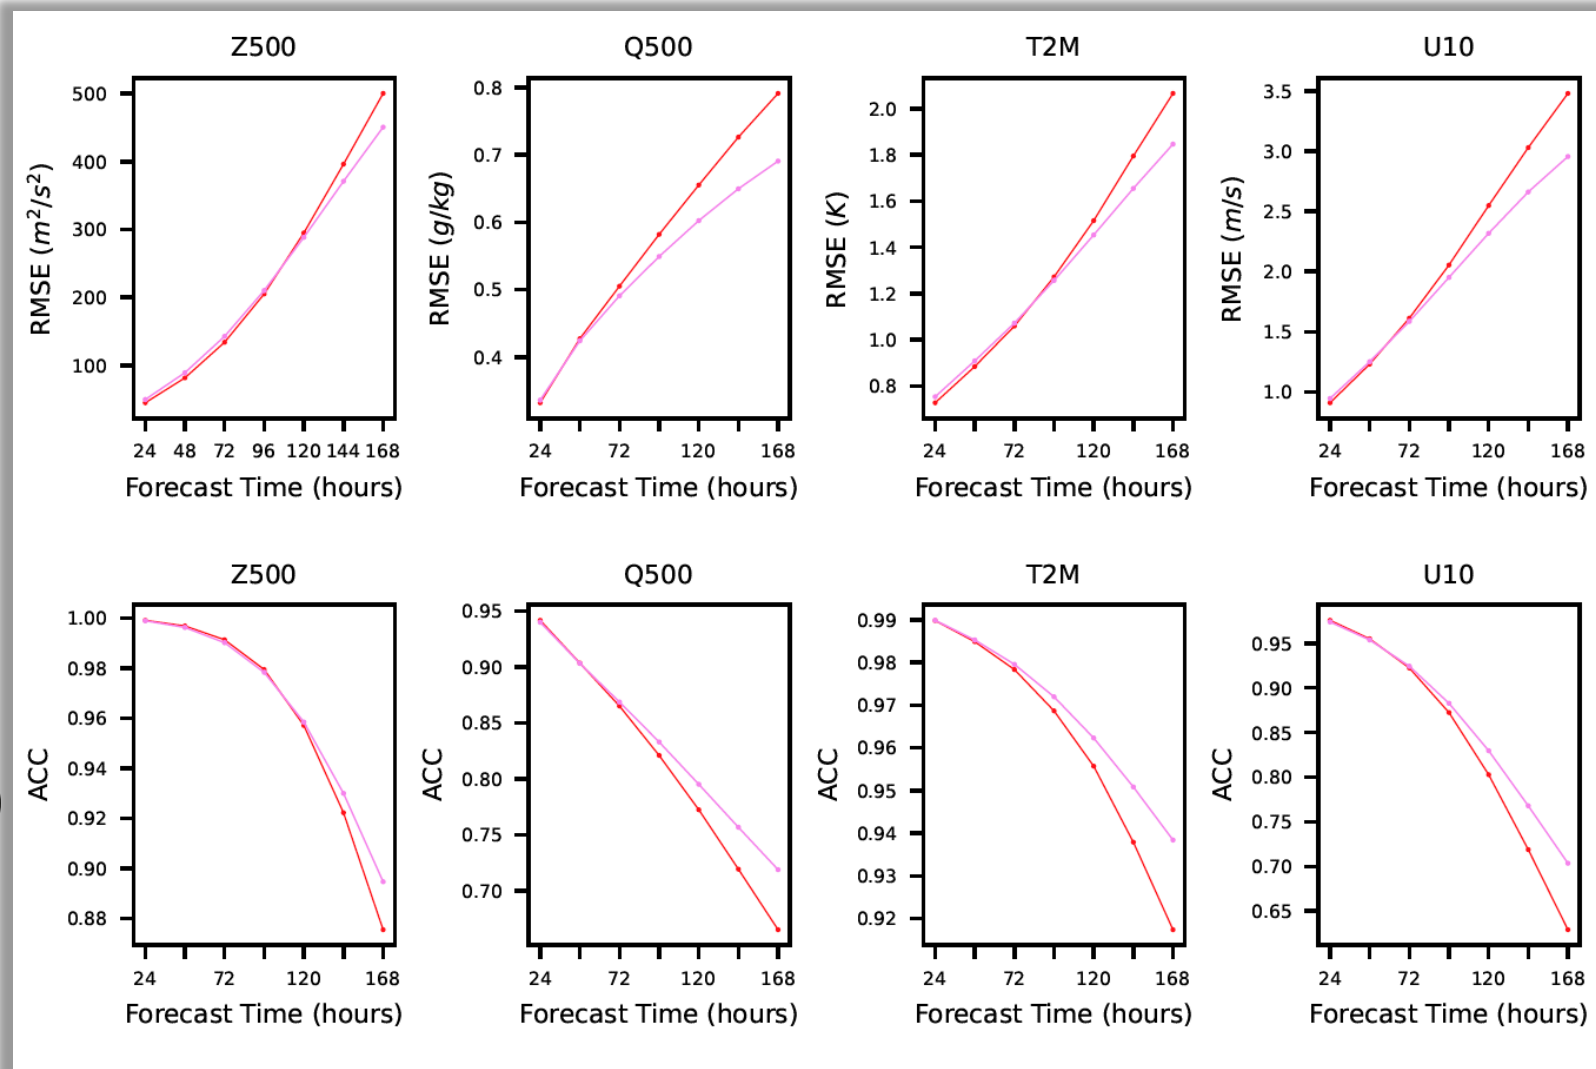 Z500
Q500
T2M
U10
RMSE (m²/s²)
500
400
300
200
100
24 48 72 96 120 144 168
Forecast Time (hours)
RMSE (g/kg)
0.8
0.7
0.6
0.5
0.4
24 72 120 168
Forecast Time (hours)
RMSE (K)
2.0
1.8
1.6
1.4
1.2
1.0
0.8
24 72 120 168
Forecast Time (hours)
RMSE (m/s)
3.5
3.0
2.5
2.0
1.5
1.0
24 72 120 168
Forecast Time (hours)
Z500
Q500
T2M
U10
ACC
1.00
0.98
0.96
0.94
0.92
0.90
0.88
24 72 120 168
Forecast Time (hours)
ACC
0.95
0.90
0.85
0.80
0.75
0.70
24 72 120 168
Forecast Time (hours)
ACC
0.99
0.98
0.97
0.96
0.95
0.94
0.93
0.92
24 72 120 168
Forecast Time (hours)
ACC
0.95
0.90
0.85
0.80
0.75
0.70
0.65
24 72 120 168
Forecast Time (hours)